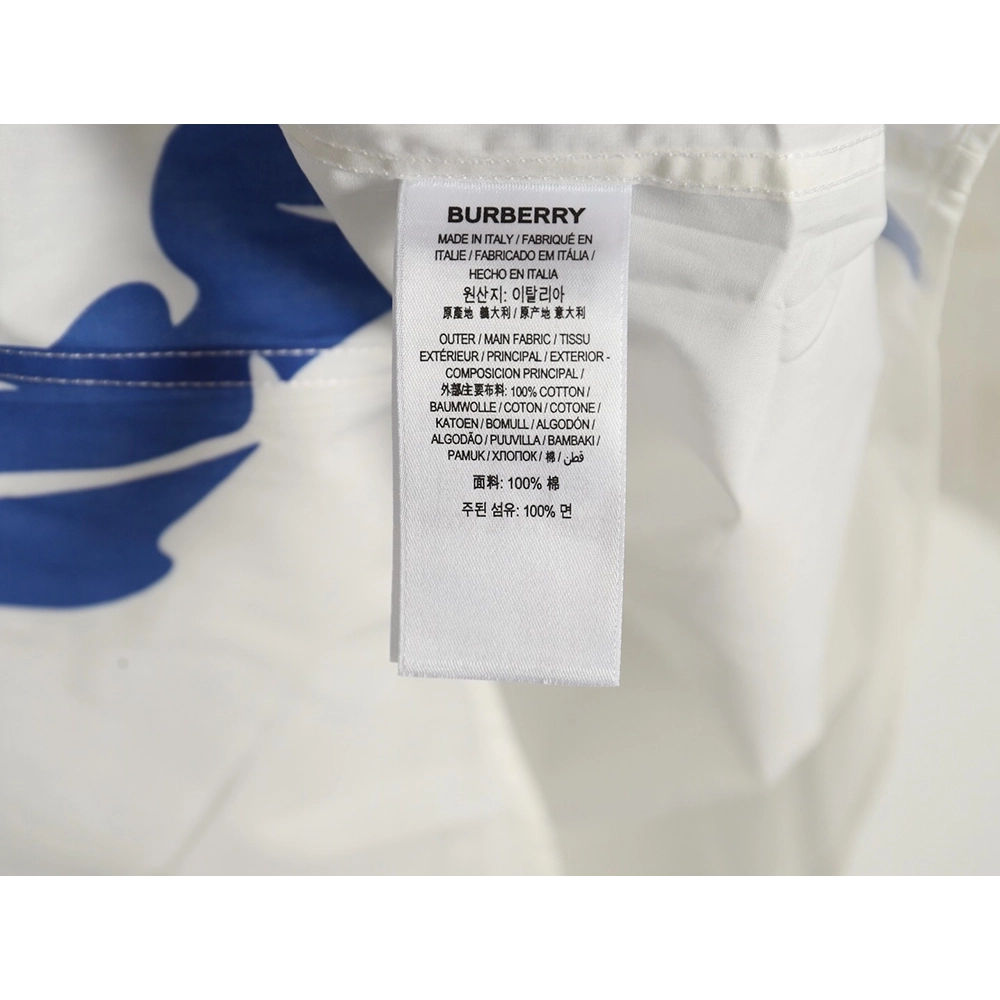 BURBERRY
MADE IN ITALY / FABRIQUÉ EN
ITALIE / FABRICADO EM ITÁLIA /
HECHO EN ITALIA
원산지: 이탈리아
原產地 義大利 / 原产地 意大利
OUTER / MAIN FABRIC / TISSU
EXTÉRIEUR / PRINCIPAL / EXTERIOR -
COMPOSICION PRINCIPAL /
外部/主要布料: 100% COTTON /
BAUMWOLLE / COTON / COTONE /
KATOEN / BOMULL / ALGODÓN /
ALGODÃO / PUUVILLA / BAMBAKI /
PAMUK / ХЛОПОК / 棉 / قطن
面料: 100% 棉
주된 섬유: 100% 면